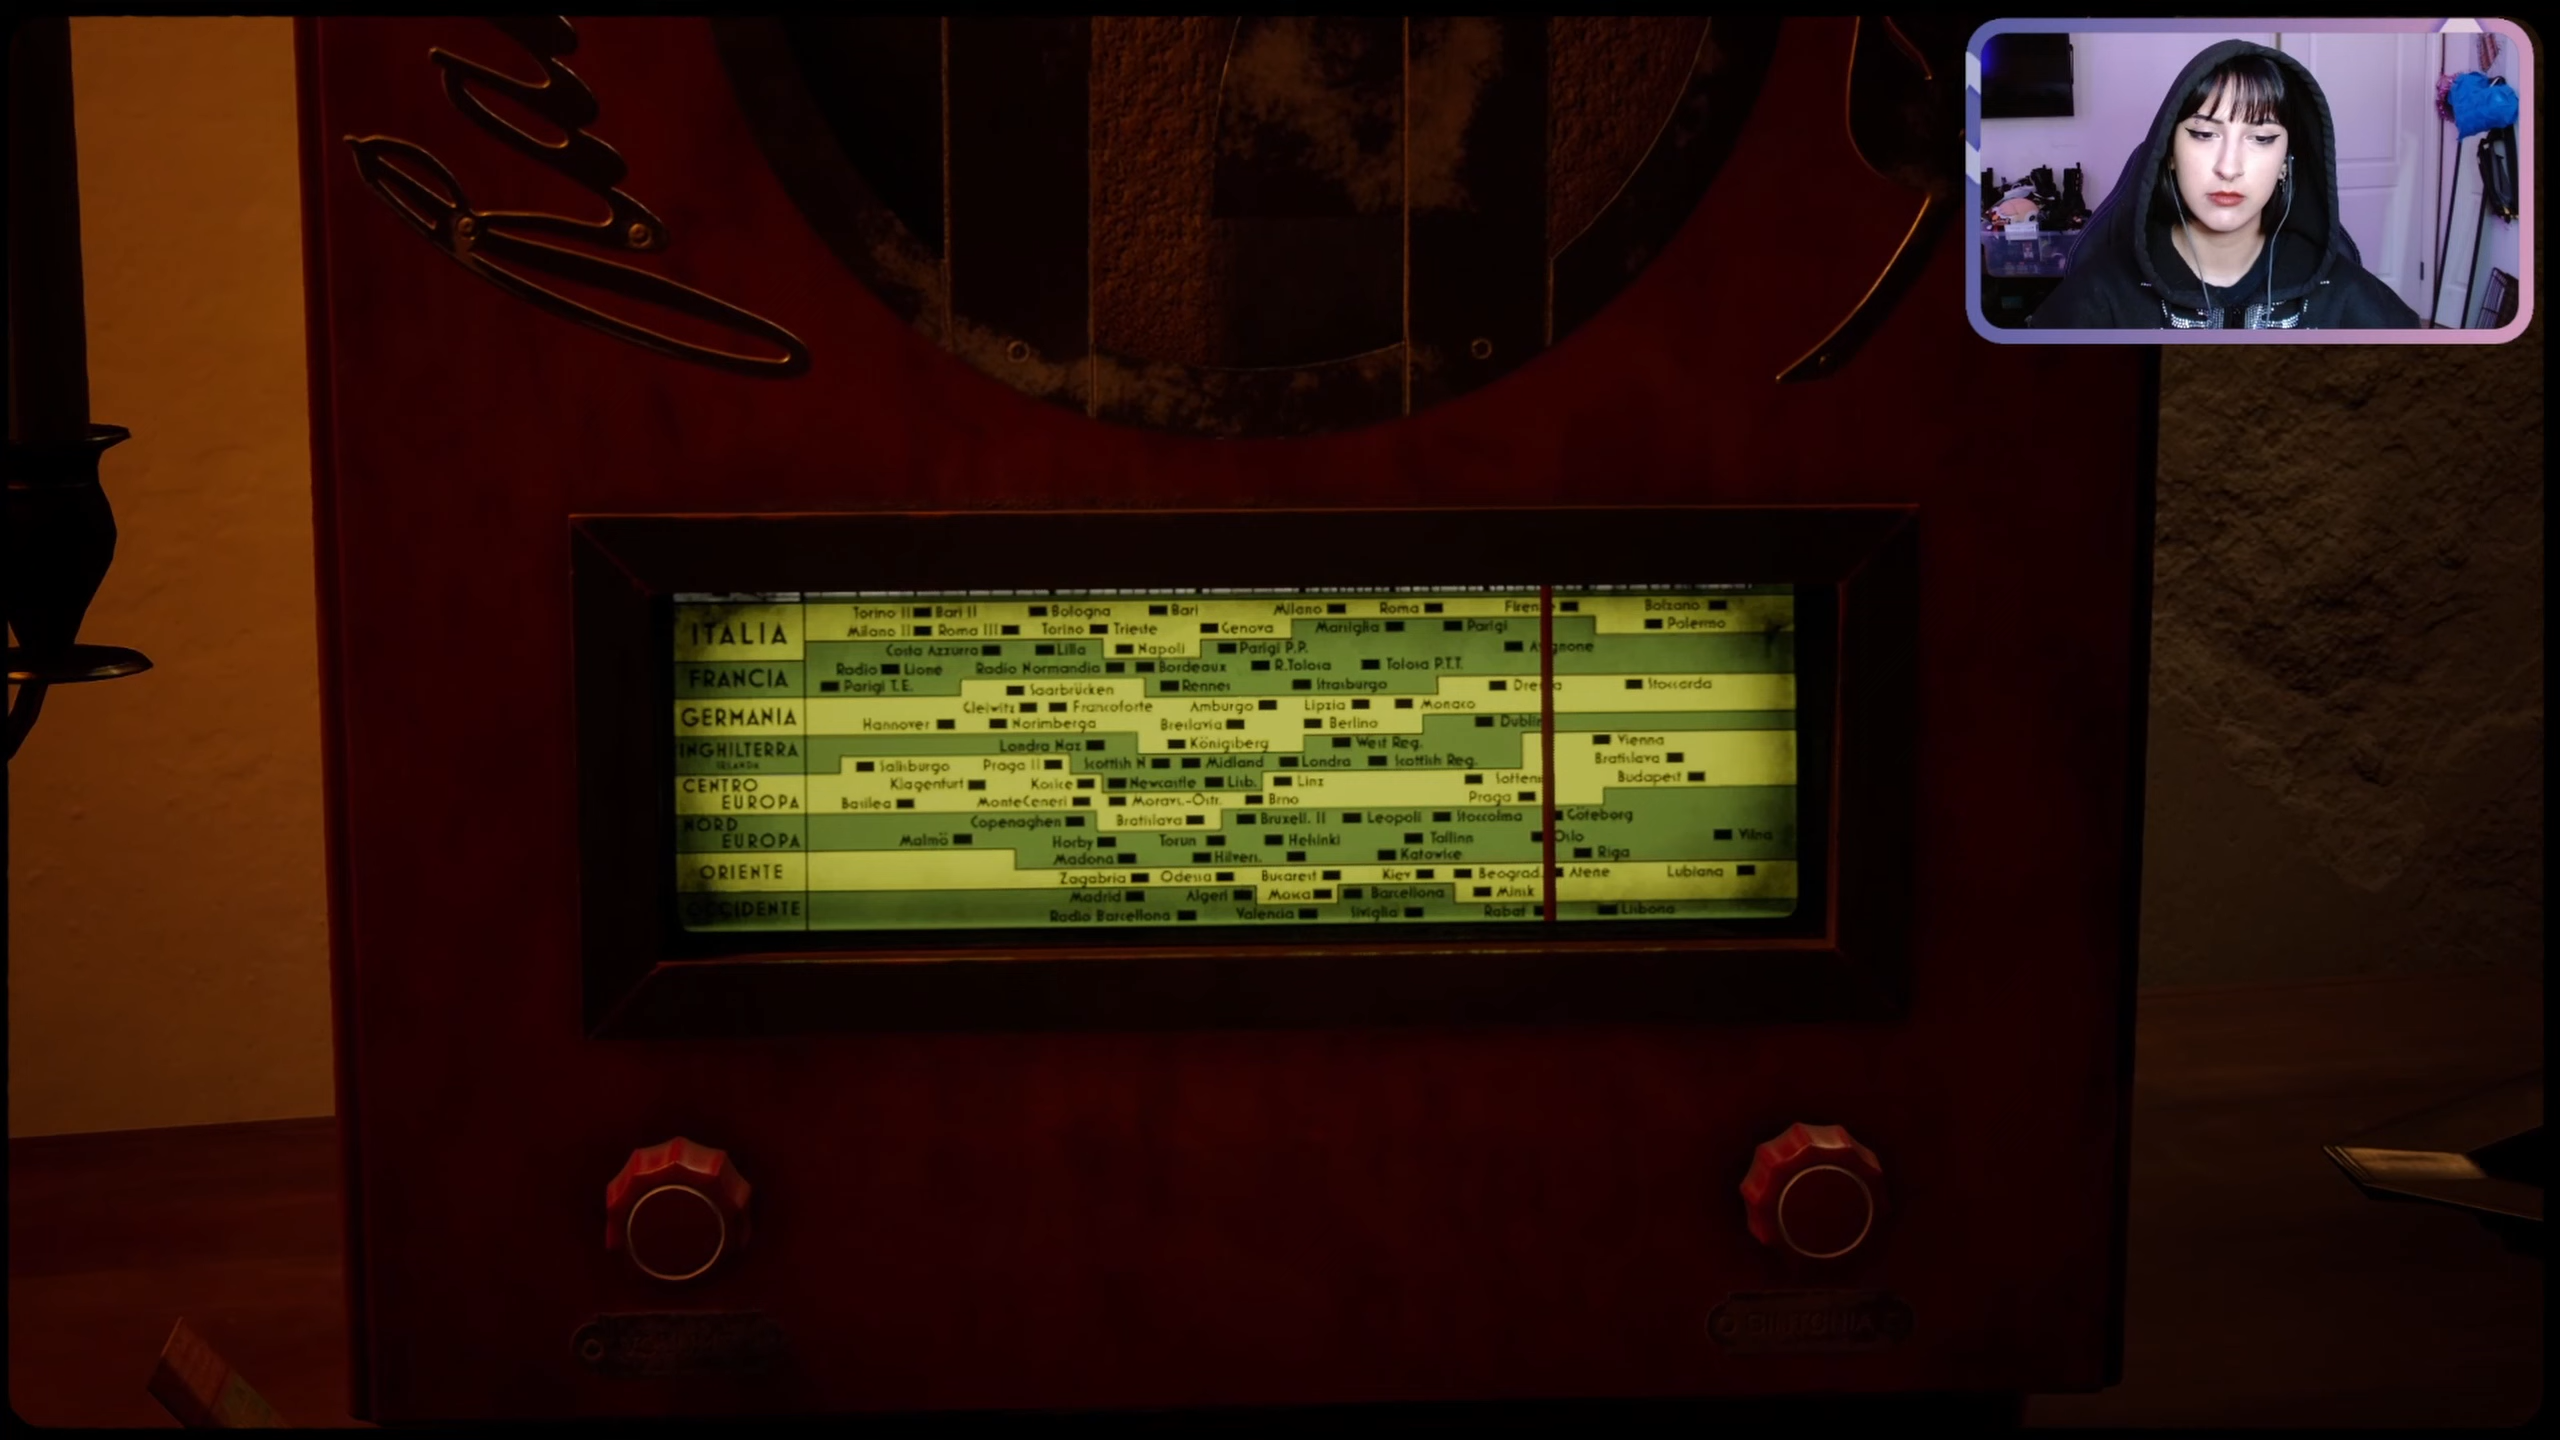 Torino II Bari II Bologna Bari Milano Roma Firenze Bolzano
ITALIA
Milano II Roma III Torino Trieste Genova Marsiglia Parigi Palermo
Costa Azzurra Lilla Napoli Parigi P.P.
Radio Lione Radio Normandia Bordeaux R.Tolosa Tolosa P.T.T.
FRANCIA
Parigi T.E. Saarbrücken Rennes Strasburgo Stoccarda
Gleiwitz Francoforte Amburgo Lipzia Monaco
GERMANIA
Hannover Norimberga Breslavia Berlino
Londra Naz Königsberg West Reg. Vienna
INGHILTERRA
IRLANDA
Salisburgo Praga II Scottish N Midland Londra Scottish Reg. Bratislava
CENTRO EUROPA
Klagenfurt Kosice Newcastle Lisb. Linz Budapest
Basilea MonteCeneri Moravs.-Ostr. Brno Praga
NORD EUROPA
Copenaghen Bratislava Bruxell. II Leopoli Stoccolma Göteborg
Malmö Horby Torun Helsinki Tallinn Oslo Vilna
Madona Hilvers. Katowice Riga
ORIENTE
Zagabria Odessa Bucarest Kiev Beograd. Atene Lubiana
Madrid Algeri Mosca Barcellona Minsk
OCCIDENTE
Radio Barcellona Valencia Siviglia Rabat Lisbona
SINTONIA